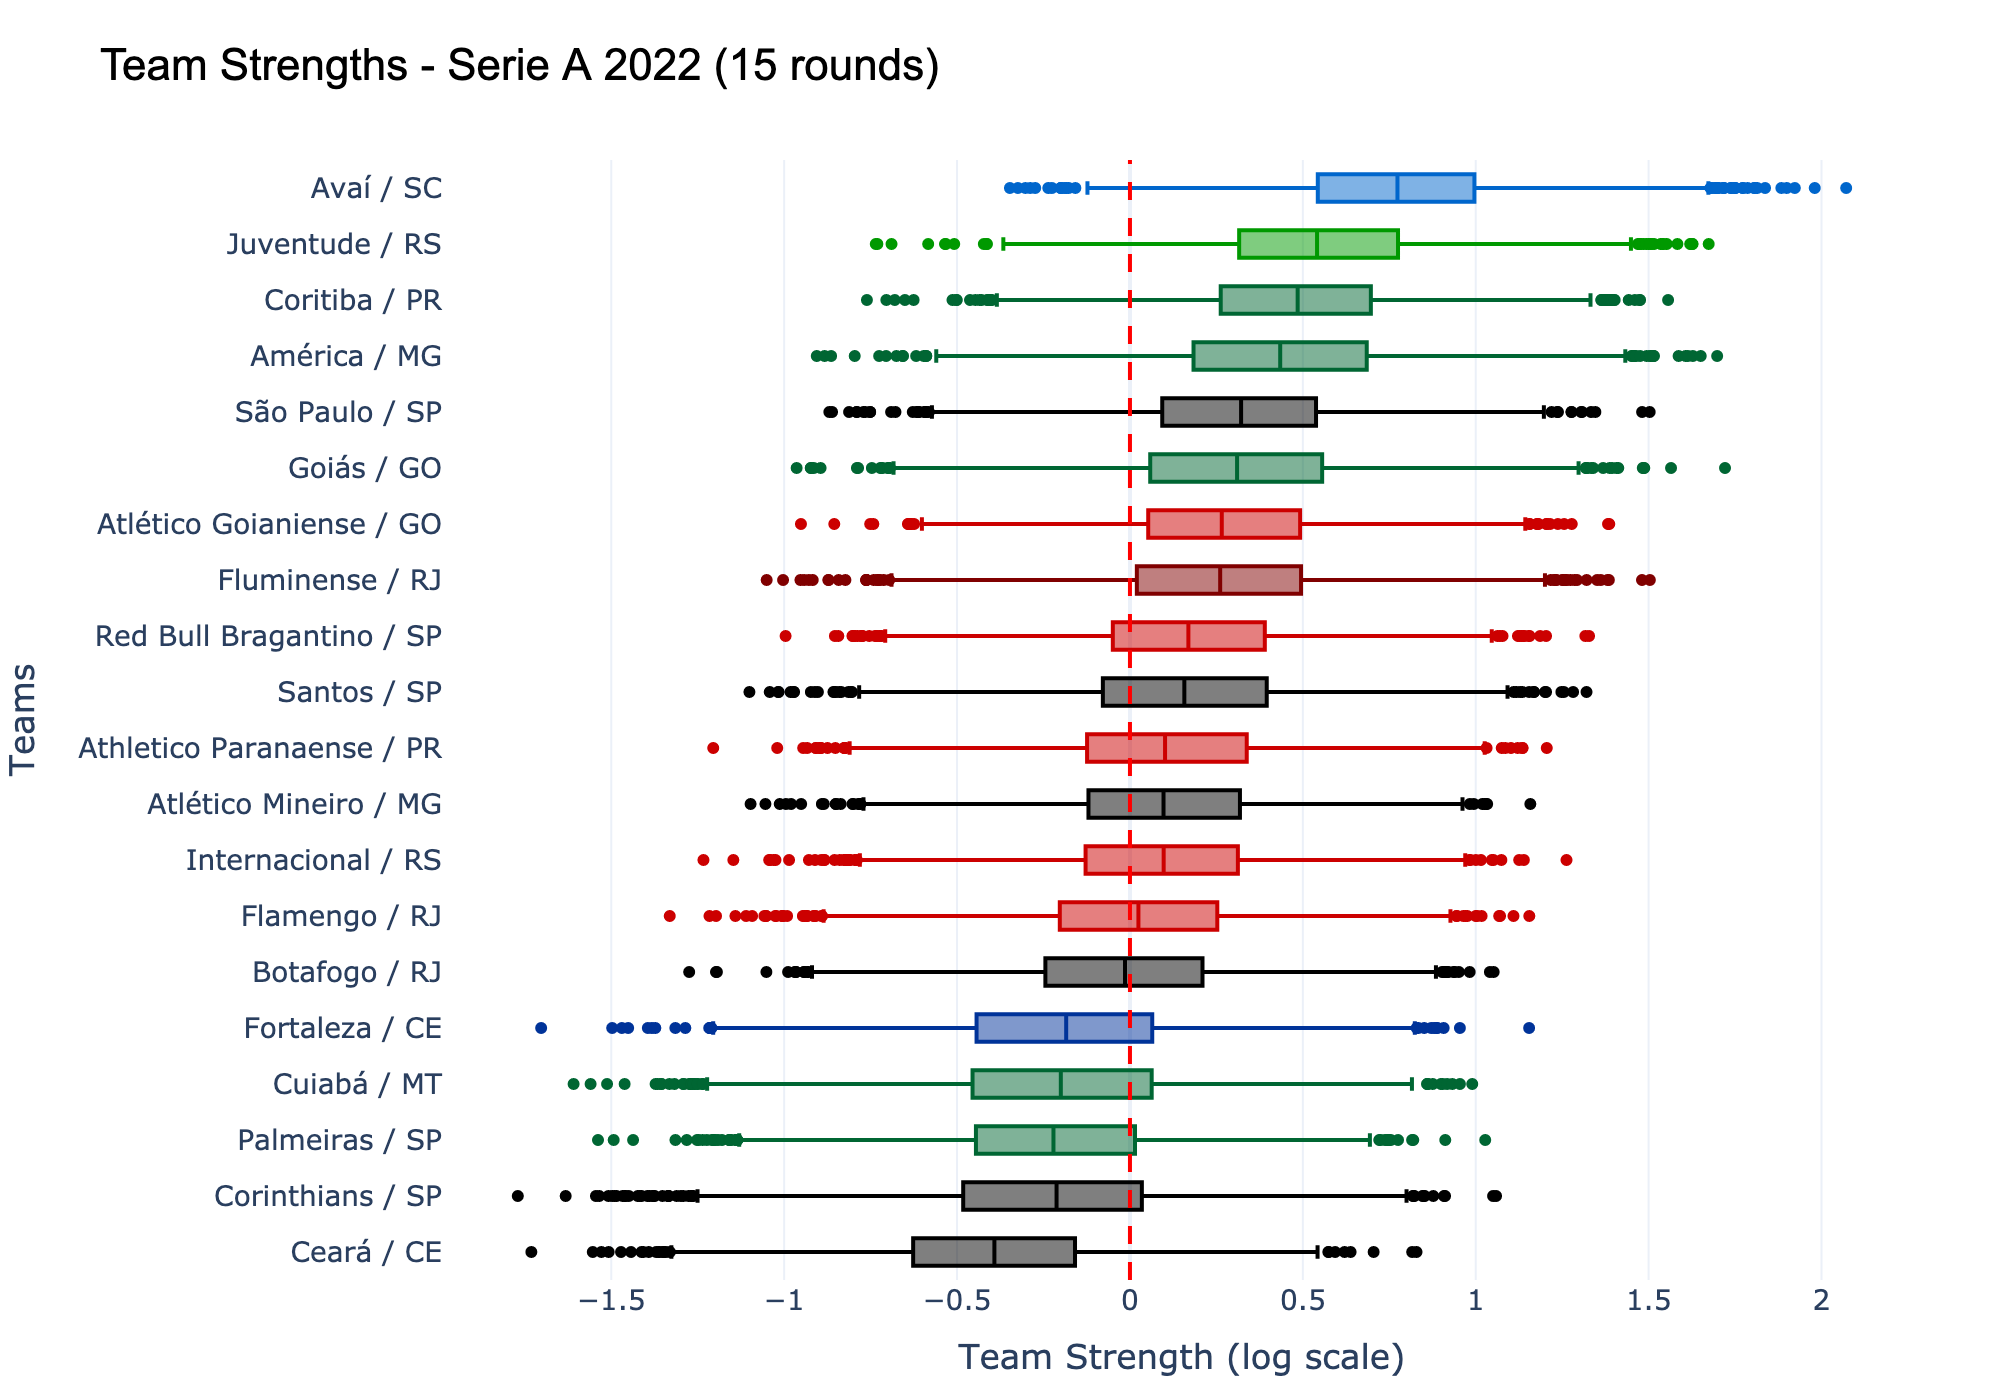 Team Strengths - Serie A 2022 (15 rounds)
Avaí / SC
Juventude / RS
Coritiba / PR
América / MG
São Paulo / SP
Goiás / GO
Atlético Goianiense / GO
Fluminense / RJ
Red Bull Bragantino / SP
Santos / SP
Athletico Paranaense / PR
Atlético Mineiro / MG
Internacional / RS
Flamengo / RJ
Botafogo / RJ
Fortaleza / CE
Cuiabá / MT
Palmeiras / SP
Corinthians / SP
Ceará / CE
Teams
−1.5 −1 −0.5 0 0.5 1 1.5 2
Team Strength (log scale)